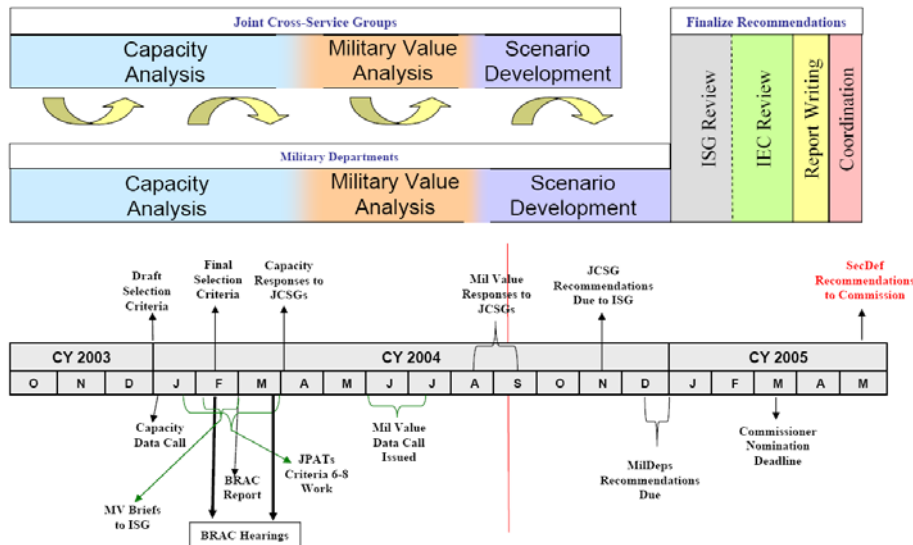 Joint Cross-Service Groups
Finalize Recommendations
Capacity
Analysis
Military Value
Analysis
Scenario
Development
ISG Review
IEC Review
Report Writing
Coordination
Military Departments
Capacity
Analysis
Military Value
Analysis
Scenario
Development
Draft
Selection
Criteria
Final
Selection
Criteria
Capacity
Responses to
JCSGs
Mil Value
Responses to
JCSGs
JCSG
Recommendations
Due to ISG
SecDef
Recommendations
to Commission
CY 2003
CY 2004
CY 2005
O N D J F M A M J J A S O N D J F M A M
Capacity
Data Call
MV Briefs
to ISG
BRAC
Report
BRAC Hearings
JPATs
Criteria 6-8
Work
Mil Value
Data Call
Issued
MilDeps
Recommendations
Due
Commissioner
Nomination
Deadline